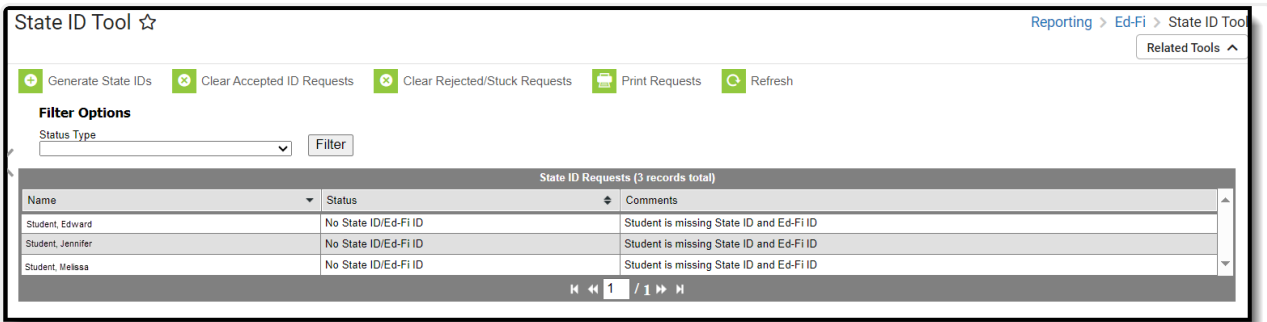 State ID Tool
Reporting > Ed-Fi > State ID Tool
Related Tools
Generate State IDs Clear Accepted ID Requests Clear Rejected/Stuck Requests Print Requests Refresh
Filter Options
Status Type
Filter
State ID Requests (3 records total)
Name Status Comments
Student, Edward No State ID/Ed-Fi ID Student is missing State ID and Ed-Fi ID
Student, Jennifer No State ID/Ed-Fi ID Student is missing State ID and Ed-Fi ID
Student, Melissa No State ID/Ed-Fi ID Student is missing State ID and Ed-Fi ID
1 / 1